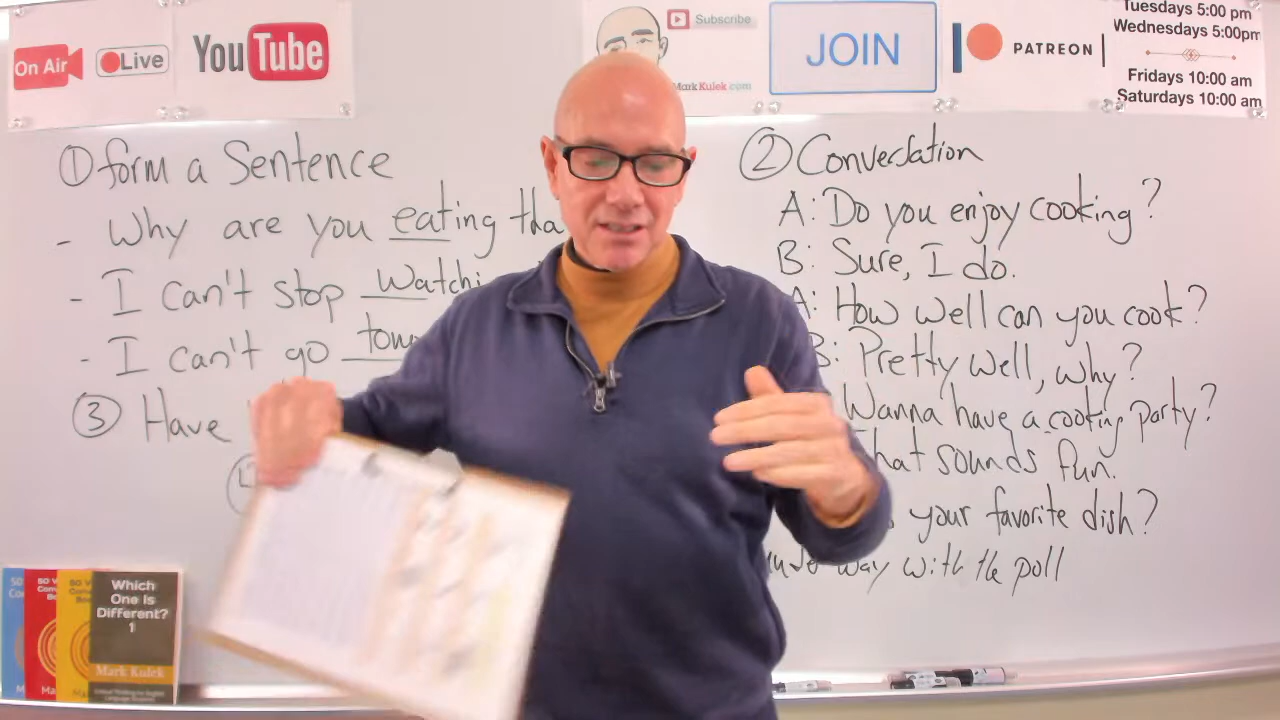 On Air
Live
YouTube
Subscribe
MarkKulek.com
JOIN
PATREON
Tuesdays 5:00 pm
Wednesdays 5:00pm
Fridays 10:00 am
Saturdays 10:00 am
① form a Sentence
- Why are you eating tha
- I can't stop Watchi
- I can't go tom
③ Have
② Conversation
A: Do you enjoy cooking?
B: Sure, I do.
A: How well can you cook?
B: Pretty well, why?
Wanna have a cooking party?
hat sounds fun.
your favorite dish?
way with the poll
Which
One Is
Different?
1
Mark Kulek